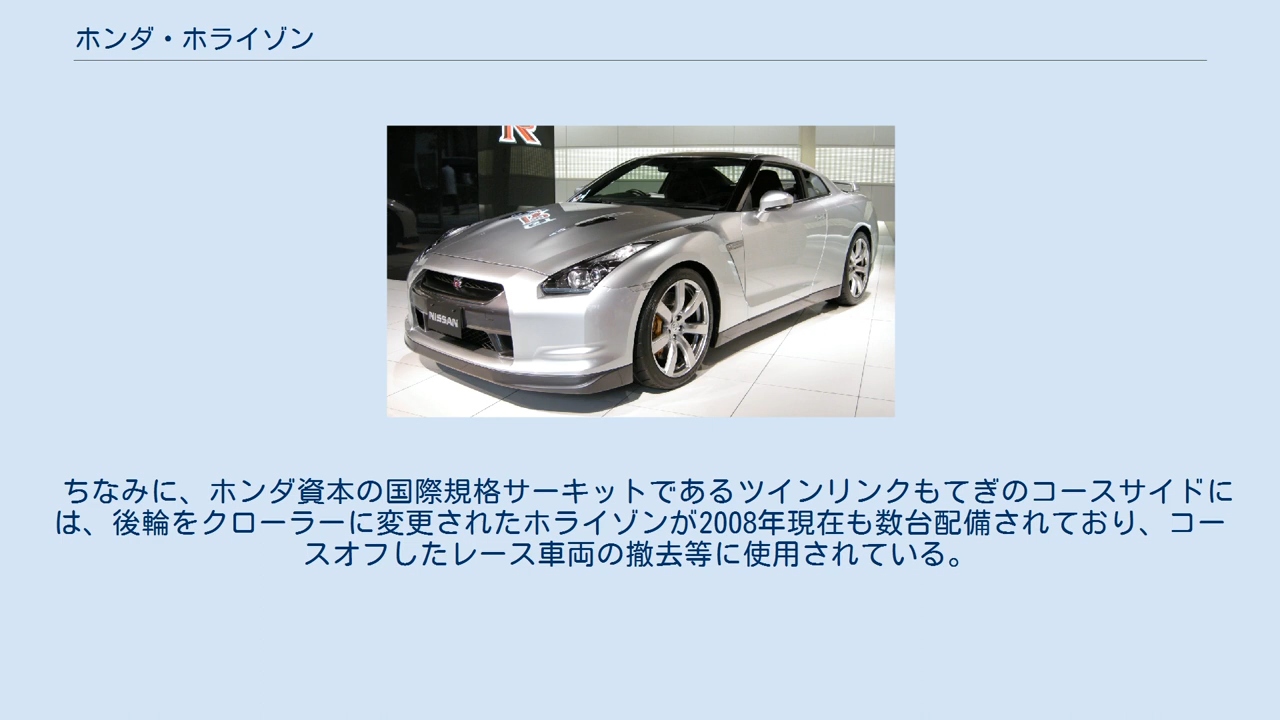 ホンダ・ホライゾン
R
NISSAN
ちなみに、ホンダ資本の国際規格サーキットであるツインリンクもてぎのコースサイドに
は、後輪をクローラーに変更されたホライゾンが2008年現在も数台配備されており、コー
スオフしたレース車両の撤去等に使用されている。